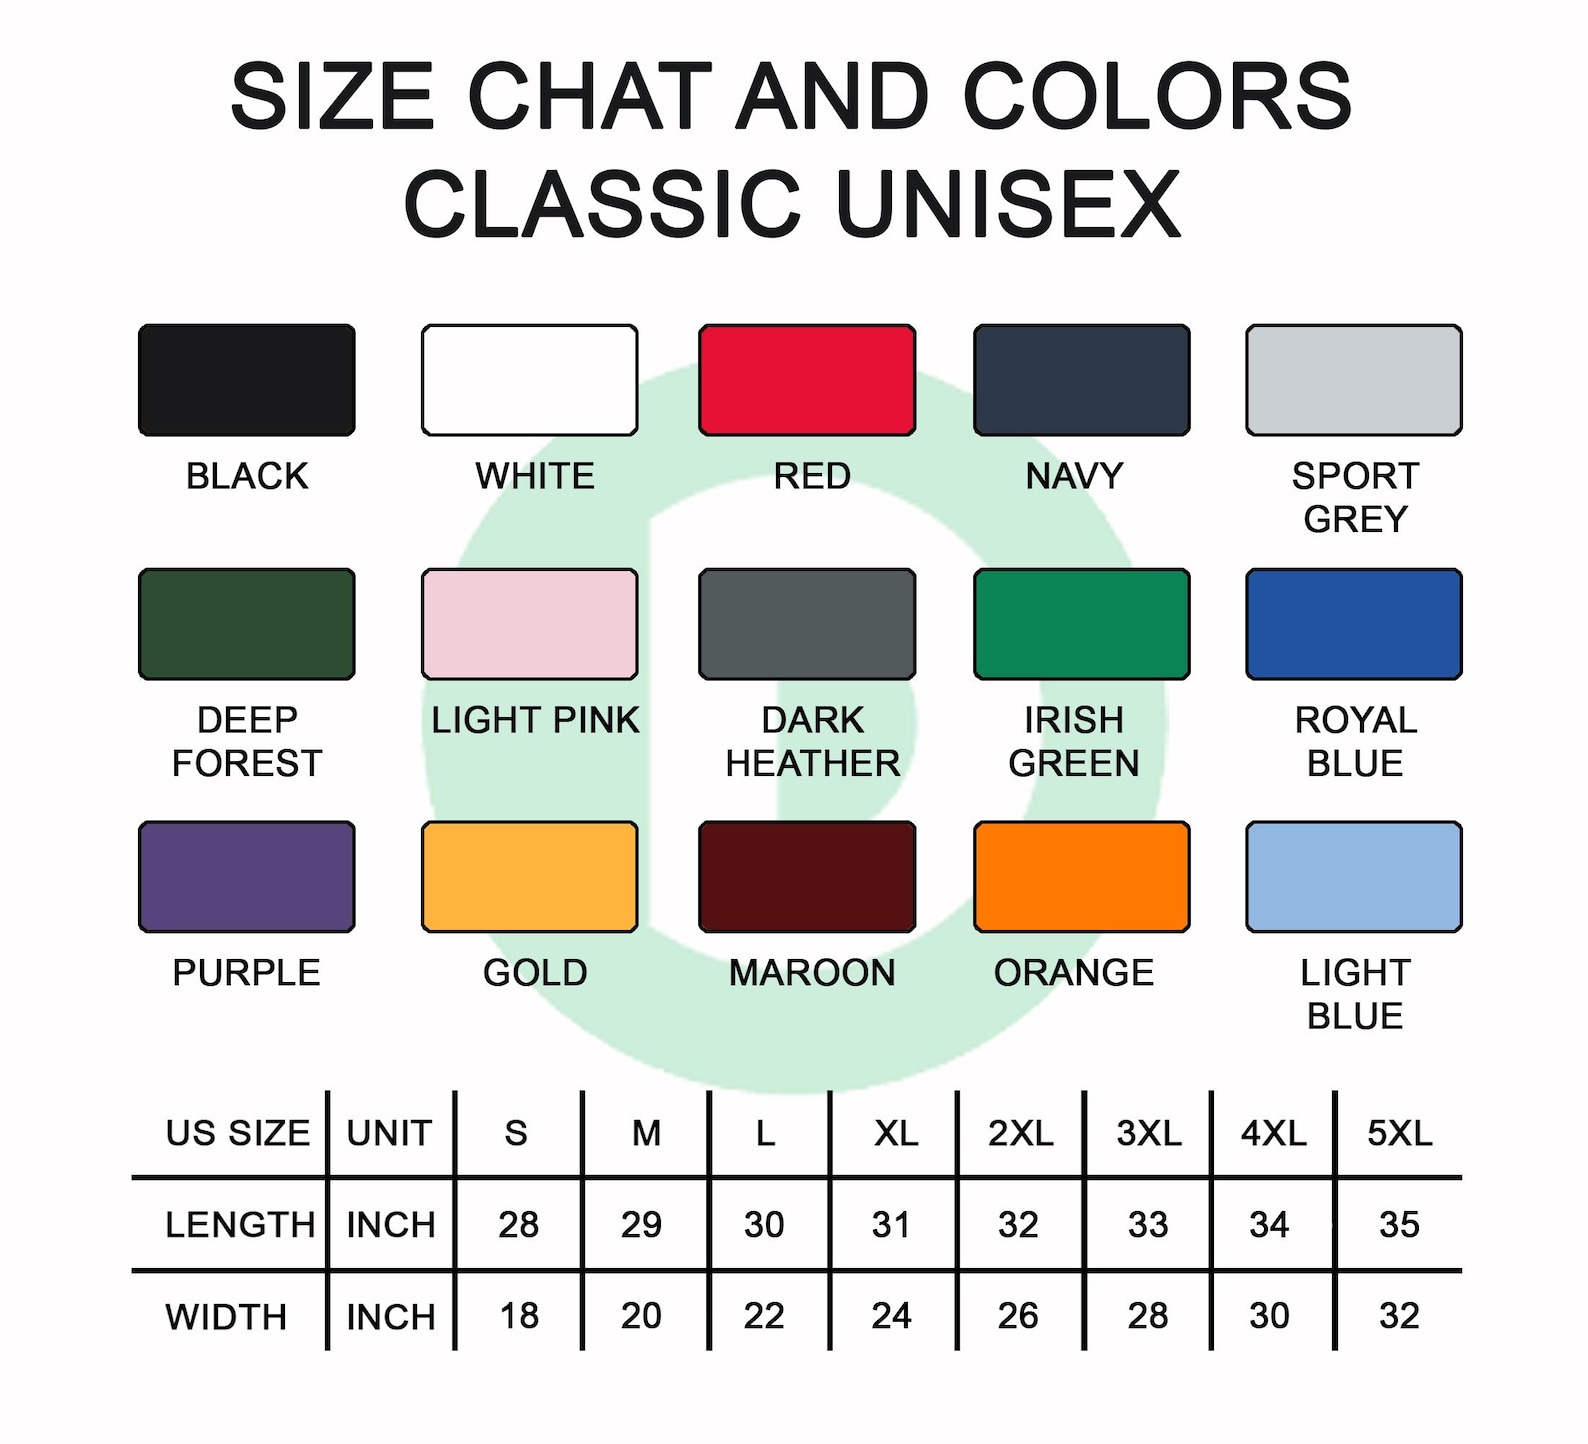 SIZE CHAT AND COLORS
CLASSIC UNISEX
BLACK
WHITE
RED
NAVY
SPORT
GREY
DEEP
FOREST
LIGHT PINK
DARK
HEATHER
IRISH
GREEN
ROYAL
BLUE
PURPLE
GOLD
MAROON
ORANGE
LIGHT
BLUE
US SIZE UNIT S M L XL 2XL 3XL 4XL 5XL
LENGTH INCH 28 29 30 31 32 33 34 35
WIDTH INCH 18 20 22 24 26 28 30 32